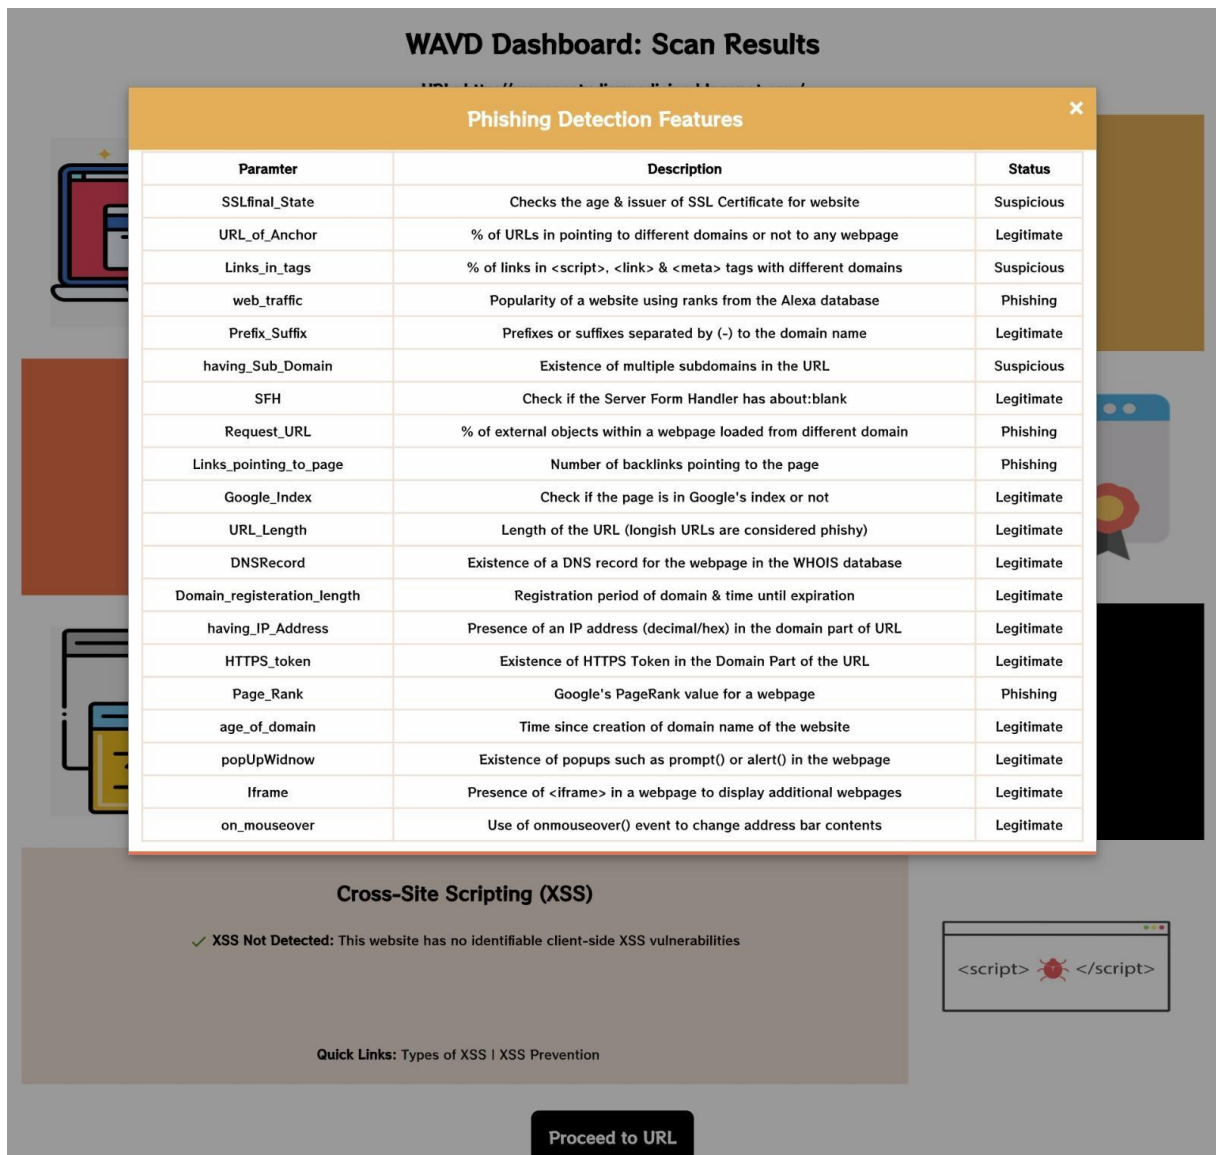 WAVD Dashboard: Scan Results
Phishing Detection Features ×
Paramter Description Status
SSLfinal_State Checks the age & issuer of SSL Certificate for website Suspicious
URL_of_Anchor % of URLs in pointing to different domains or not to any webpage Legitimate
Links_in_tags % of links in <script>, <link> & <meta> tags with different domains Suspicious
web_traffic Popularity of a website using ranks from the Alexa database Phishing
Prefix_Suffix Prefixes or suffixes separated by (-) to the domain name Legitimate
having_Sub_Domain Existence of multiple subdomains in the URL Suspicious
SFH Check if the Server Form Handler has about:blank Legitimate
Request_URL % of external objects within a webpage loaded from different domain Phishing
Links_pointing_to_page Number of backlinks pointing to the page Phishing
Google_Index Check if the page is in Google's index or not Legitimate
URL_Length Length of the URL (longish URLs are considered phishy) Legitimate
DNSRecord Existence of a DNS record for the webpage in the WHOIS database Legitimate
Domain_registeration_length Registration period of domain & time until expiration Legitimate
having_IP_Address Presence of an IP address (decimal/hex) in the domain part of URL Legitimate
HTTPS_token Existence of HTTPS Token in the Domain Part of the URL Legitimate
Page_Rank Google's PageRank value for a webpage Phishing
age_of_domain Time since creation of domain name of the website Legitimate
popUpWidnow Existence of popups such as prompt() or alert() in the webpage Legitimate
Iframe Presence of <iframe> in a webpage to display additional webpages Legitimate
on_mouseover Use of onmouseover() event to change address bar contents Legitimate
Cross-Site Scripting (XSS)
✓ XSS Not Detected: This website has no identifiable client-side XSS vulnerabilities
<script> </script>
Quick Links: Types of XSS | XSS Prevention
Proceed to URL